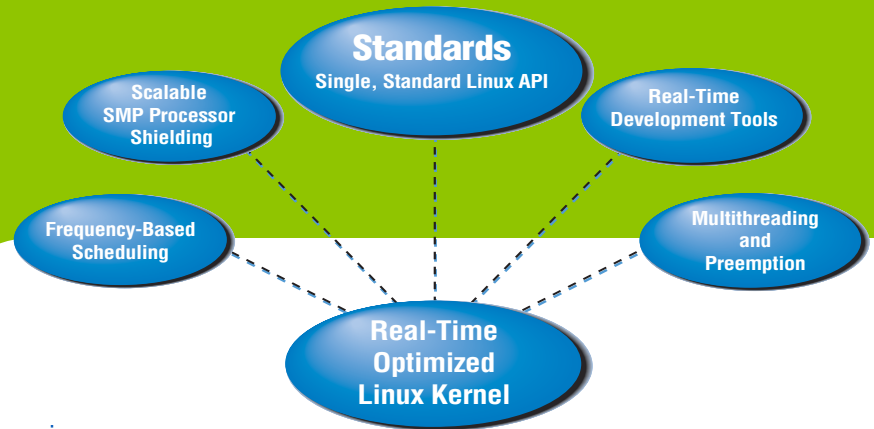 Standards
Single, Standard Linux API
Scalable
SMP Processor
Shielding
Real-Time
Development Tools
Frequency-Based
Scheduling
Multithreading
and
Preemption
Real-Time
Optimized
Linux Kernel